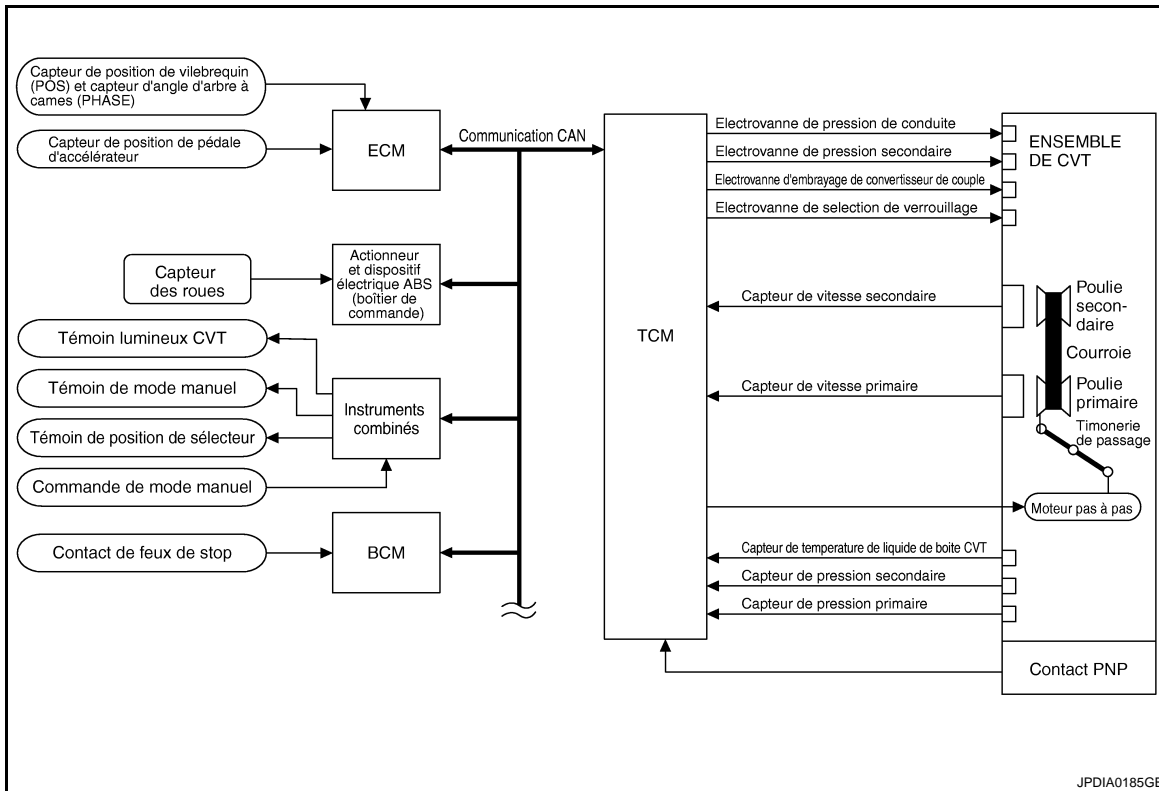 Capteur de position de vilebrequin
(POS) et capteur d'angle d'arbre à
cames (PHASE)
Capteur de position de pédale
d'accélérateur
ECM
Communication CAN
Capteur
des roues
Actionneur
et dispositif
électrique ABS
(boîtier de
commande)
Témoin lumineux CVT
Témoin de mode manuel
Témoin de position de sélecteur
Commande de mode manuel
Instruments
combinés
Contact de feux de stop
BCM
TCM
Electrovanne de pression de conduite
Electrovanne de pression secondaire
Electrovanne d'embrayage de convertisseur de couple
Electrovanne de selection de verrouillage
Capteur de vitesse secondaire
Capteur de vitesse primaire
Capteur de temperature de liquide de boite CVT
Capteur de pression secondaire
Capteur de pression primaire
ENSEMBLE
DE CVT
Poulie
secon-
daire
Courroie
Poulie
primaire
Timonerie
de passage
Moteur pas à pas
Contact PNP
JPDIA0185GB